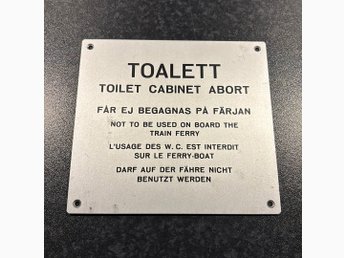 TOALETT
TOILET CABINET ABORT
FÅR EJ BEGAGNAS PÅ FÄRJAN
NOT TO BE USED ON BOARD THE
TRAIN FERRY
L'USAGE DES W.C. EST INTERDIT
SUR LE FERRY-BOAT
DARF AUF DER FÄHRE NICHT
BENUTZT WERDEN